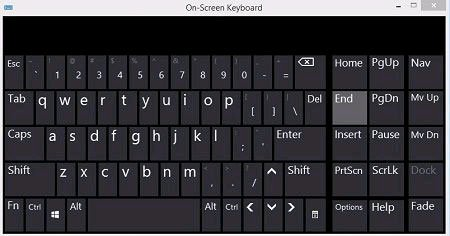 On-Screen Keyboard
Esc ~ ` ! 1 @ 2 # 3 $ 4 % 5 ^ 6 & 7 * 8 ( 9 ) 0 _ - + = Home PgUp Nav
Tab q w e r t y u i o p { [ } ] | \ Del End PgDn Mv Up
Caps a s d f g h j k l : ; " ' Enter Insert Pause Mv Dn
Shift z x c v b n m < , > . ? / Shift PrtScn ScrLk Dock
Fn Ctrl Alt Alt Ctrl Options Help Fade